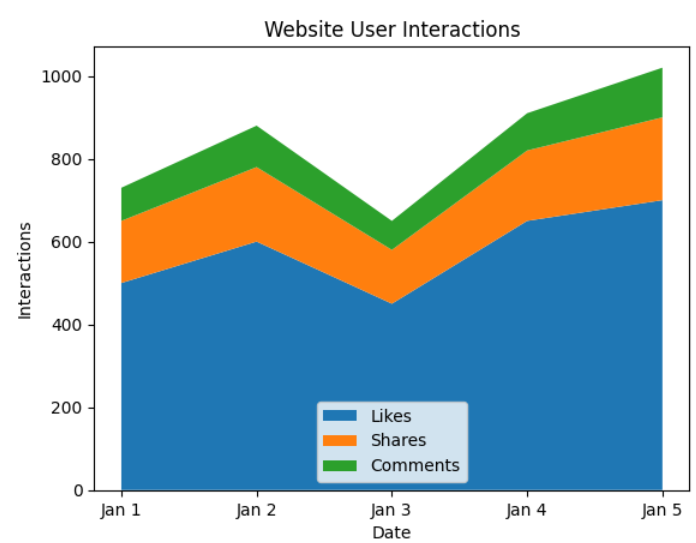 Website User Interactions
1000
800
600
400
200
0
Interactions
Likes
Shares
Comments
Jan 1 Jan 2 Jan 3 Jan 4 Jan 5
Date